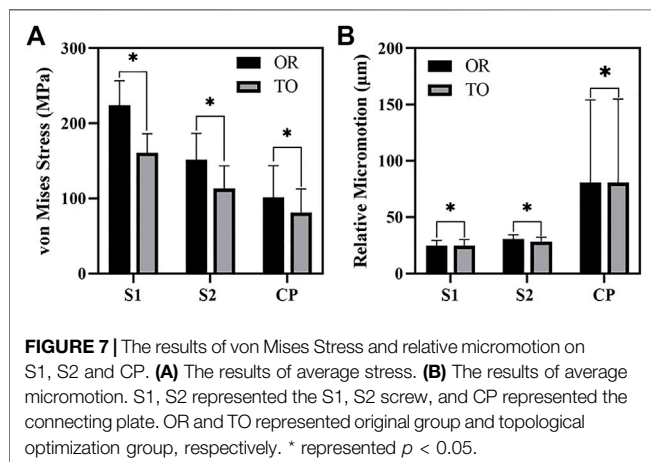 A
B
von Mises Stress (MPa)
300
200
100
0
OR
TO
*
*
*
S1
S2
CP
Relative Micromotion (μm)
200
150
100
50
0
OR
TO
*
*
*
S1
S2
CP
FIGURE 7 | The results of von Mises Stress and relative micromotion on
S1, S2 and CP. (A) The results of average stress. (B) The results of average
micromotion. S1, S2 represented the S1, S2 screw, and CP represented the
connecting plate. OR and TO represented original group and topological
optimization group, respectively. * represented p < 0.05.